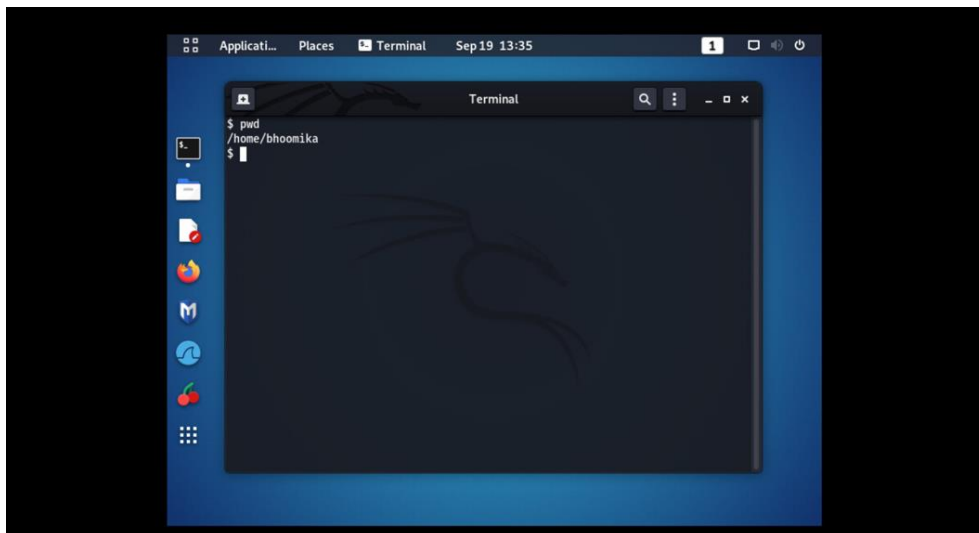 Applicati... Places Terminal Sep 19 13:35 1
Terminal
$ pwd
/home/bhoomika
$